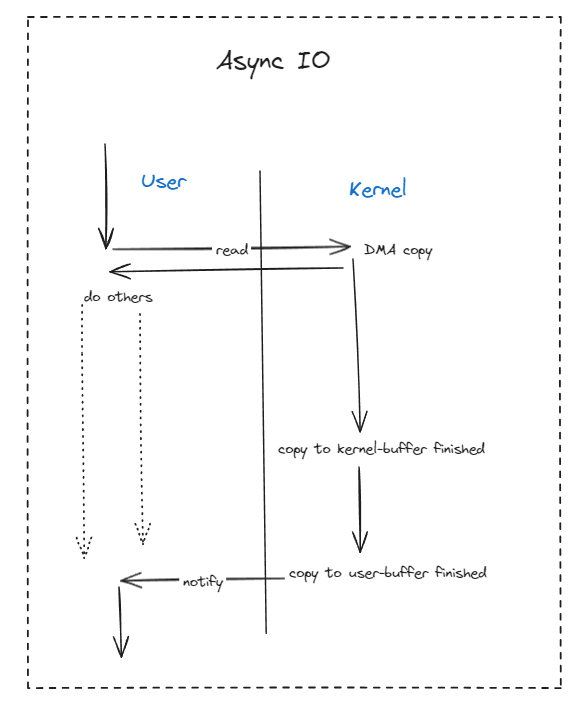 Async IO
User
Kernel
read
DMA copy
do others
copy to kernel-buffer finished
copy to user-buffer finished
notify